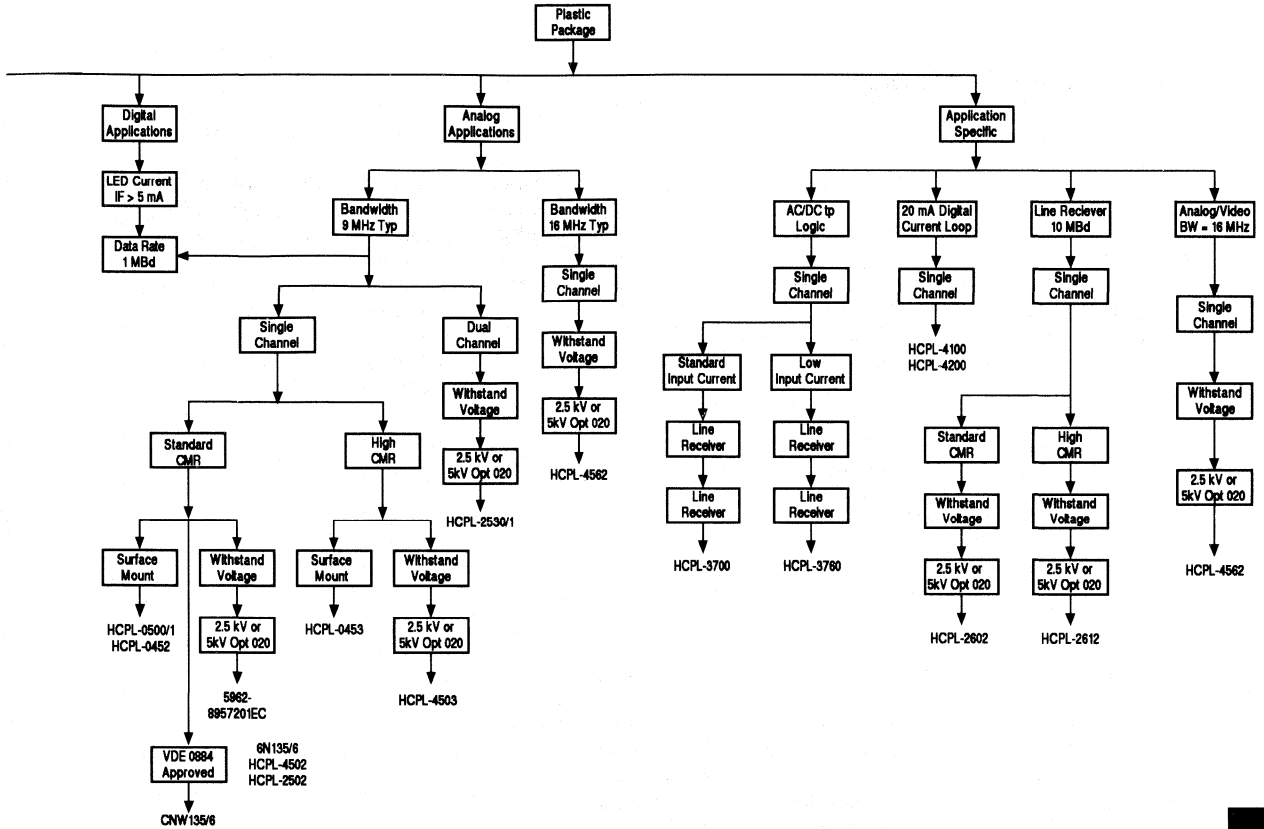 Plastic
Package
Digital
Applications
Analog
Applications
Application
Specific
LED Current
IF > 5 mA
Bandwidth
9 MHz Typ
Bandwidth
16 MHz Typ
AC/DC tp
Logic
20 mA Digital
Current Loop
Line Reciever
10 MBd
Analog/Video
BW = 16 MHz
Data Rate
1 MBd
Single
Channel
Single
Channel
Single
Channel
Single
Channel
Single
Channel
Single
Channel
Dual
Channel
Withstand
Voltage
Standard
Input Current
Low
Input Current
HCPL-4100
HCPL-4200
Withstand
Voltage
2.5 kV or
5kV Opt 020
Withstand
Voltage
Standard
CMR
High
CMR
2.5 kV or
5kV Opt 020
HCPL-4562
Line
Receiver
Line
Receiver
Standard
CMR
High
CMR
2.5 kV or
5kV Opt 020
HCPL-2530/1
Line
Receiver
Line
Receiver
Withstand
Voltage
Withstand
Voltage
Surface
Mount
Withstand
Voltage
Surface
Mount
Withstand
Voltage
HCPL-3700
HCPL-3760
2.5 kV or
5kV Opt 020
2.5 kV or
5kV Opt 020
HCPL-4562
HCPL-0500/1
HCPL-0452
2.5 kV or
5kV Opt 020
HCPL-0453
2.5 kV or
5kV Opt 020
HCPL-2602
HCPL-2612
5962-
8957201EC
HCPL-4503
VDE 0884
Approved
6N135/6
HCPL-4502
HCPL-2502
CNW135/6